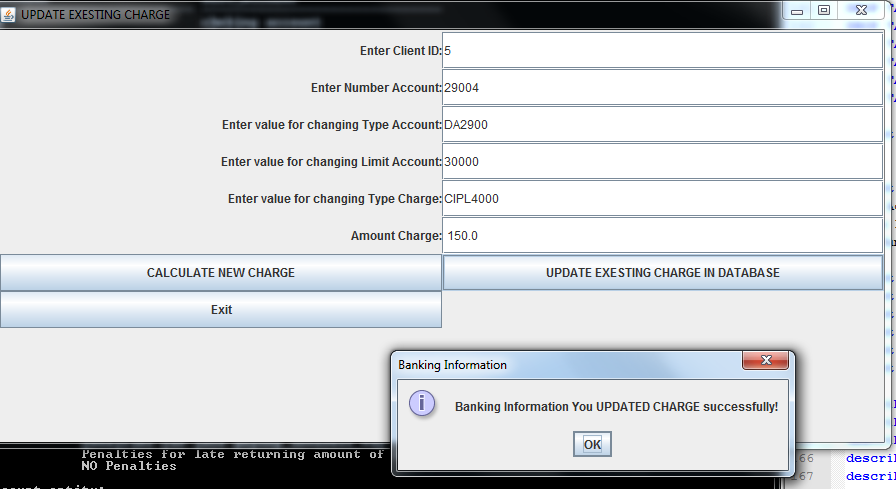 UPDATE EXESTING CHARGE
Enter Client ID: 5
Enter Number Account: 29004
Enter value for changing Type Account: DA2900
Enter value for changing Limit Account: 30000
Enter value for changing Type Charge: CIPL4000
Amount Charge: 150.0
CALCULATE NEW CHARGE UPDATE EXESTING CHARGE IN DATABASE
Exit
Banking Information
Banking Information You UPDATED CHARGE successfully!
OK
Penalties for late returning amount of
NO Penalties
66 descri
167 descri